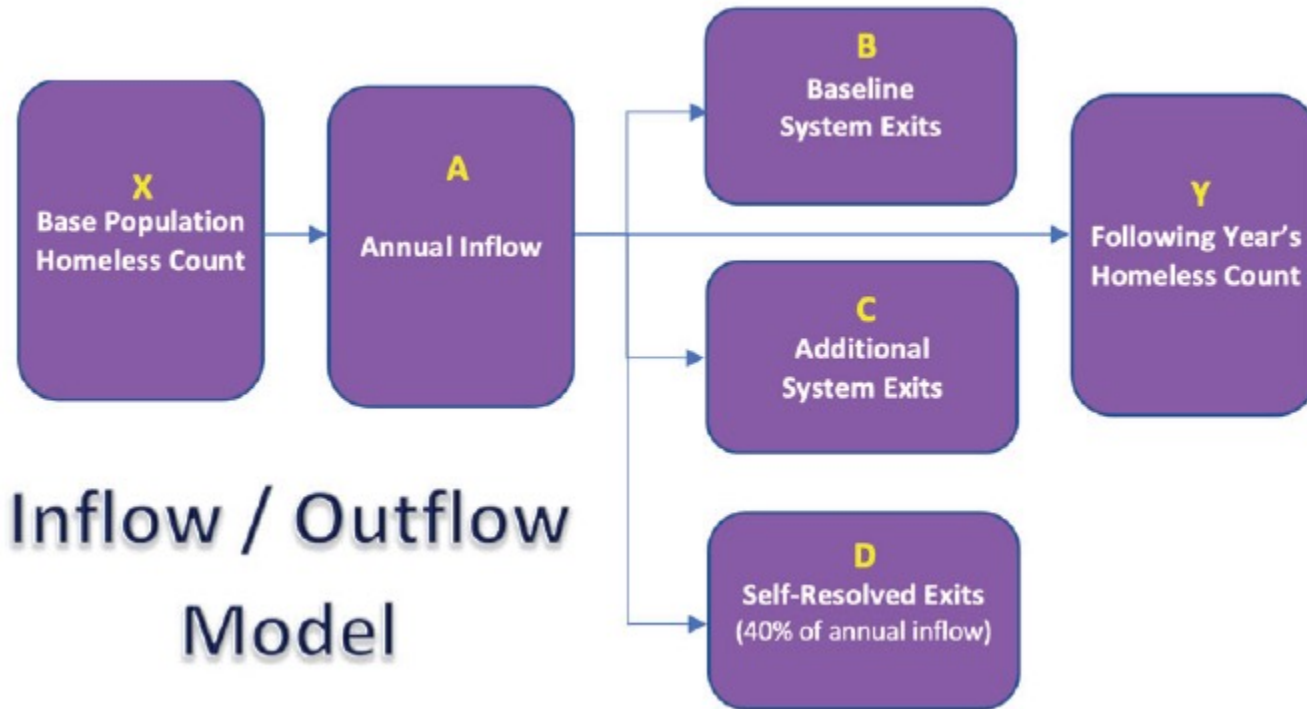 X
Base Population
Homeless Count
A
Annual Inflow
B
Baseline
System Exits
C
Additional
System Exits
D
Self-Resolved Exits
(40% of annual inflow)
Y
Following Year's
Homeless Count
Inflow / Outflow
Model